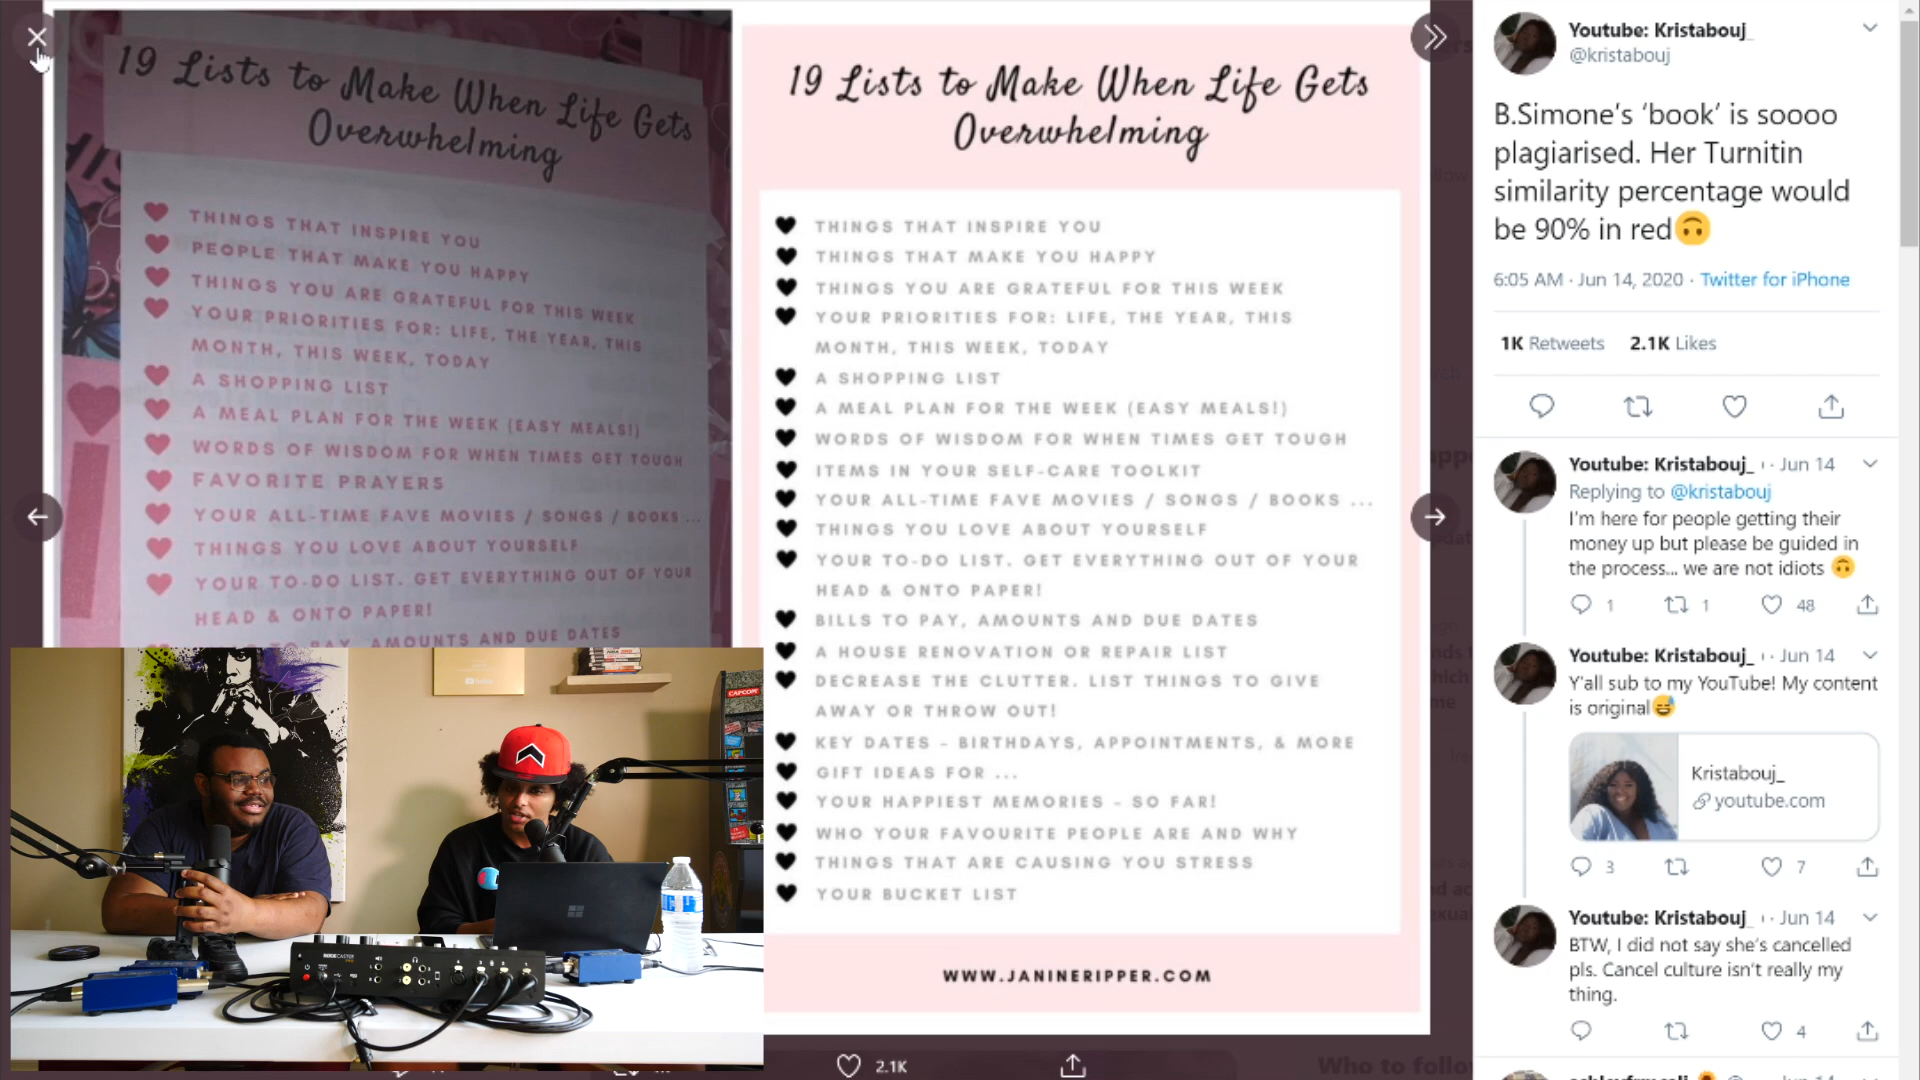 19 Lists to Make When Life Gets
Overwhelming
THINGS THAT INSPIRE YOU
PEOPLE THAT MAKE YOU HAPPY
THINGS YOU ARE GRATEFUL FOR THIS WEEK
YOUR PRIORITIES FOR: LIFE, THE YEAR, THIS
MONTH, THIS WEEK, TODAY
A SHOPPING LIST
A MEAL PLAN FOR THE WEEK (EASY MEALS!)
WORDS OF WISDOM FOR WHEN TIMES GET TOUGH
FAVORITE PRAYERS
YOUR ALL-TIME FAVE MOVIES / SONGS / BOOKS ...
THINGS YOU LOVE ABOUT YOURSELF
YOUR TO-DO LIST. GET EVERYTHING OUT OF YOUR
HEAD & ONTO PAPER!
TO PAY, AMOUNTS AND DUE DATES
19 Lists to Make When Life Gets
Overwhelming
THINGS THAT INSPIRE YOU
THINGS THAT MAKE YOU HAPPY
THINGS YOU ARE GRATEFUL FOR THIS WEEK
YOUR PRIORITIES FOR: LIFE, THE YEAR, THIS
MONTH, THIS WEEK, TODAY
A SHOPPING LIST
A MEAL PLAN FOR THE WEEK (EASY MEALS!)
WORDS OF WISDOM FOR WHEN TIMES GET TOUGH
ITEMS IN YOUR SELF-CARE TOOLKIT
YOUR ALL-TIME FAVE MOVIES / SONGS / BOOKS ...
THINGS YOU LOVE ABOUT YOURSELF
YOUR TO-DO LIST. GET EVERYTHING OUT OF YOUR
HEAD & ONTO PAPER!
BILLS TO PAY, AMOUNTS AND DUE DATES
A HOUSE RENOVATION OR REPAIR LIST
DECREASE THE CLUTTER. LIST THINGS TO GIVE
AWAY OR THROW OUT!
KEY DATES - BIRTHDAYS, APPOINTMENTS, & MORE
GIFT IDEAS FOR ...
YOUR HAPPIEST MEMORIES - SO FAR!
WHO YOUR FAVOURITE PEOPLE ARE AND WHY
THINGS THAT ARE CAUSING YOU STRESS
YOUR BUCKET LIST
WWW.JANINERIPPER.COM
2.1K
Who to follo
CAPCOM
RODECASTER
Youtube: Kristabouj_
@kristabouj
B.Simone's ‘book’ is soooo
plagiarised. Her Turnitin
similarity percentage would
be 90% in red🙃
6:05 AM · Jun 14, 2020 · Twitter for iPhone
1K Retweets 2.1K Likes
Youtube: Kristabouj_ · Jun 14
Replying to @kristabouj
I'm here for people getting their
money up but please be guided in
the process... we are not idiots 🙃
1 1 48
Youtube: Kristabouj_ · Jun 14
Y'all sub to my YouTube! My content
is original😅
Kristabouj_
youtube.com
3 7
Youtube: Kristabouj_ · Jun 14
BTW, I did not say she's cancelled
pls. Cancel culture isn't really my
thing.
4